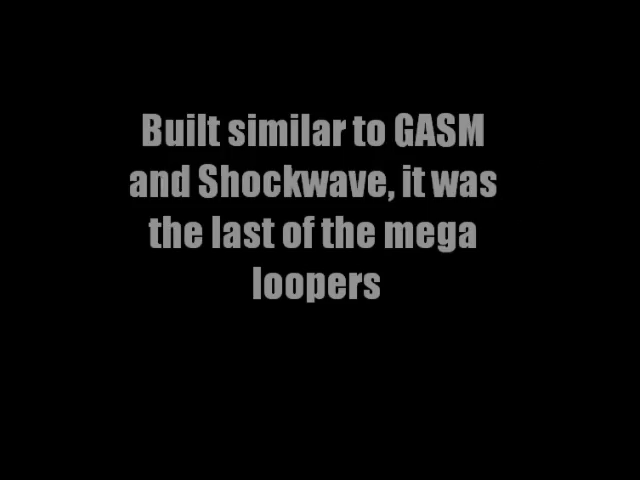 Built similar to GASM
and Shockwave, it was
the last of the mega
loopers